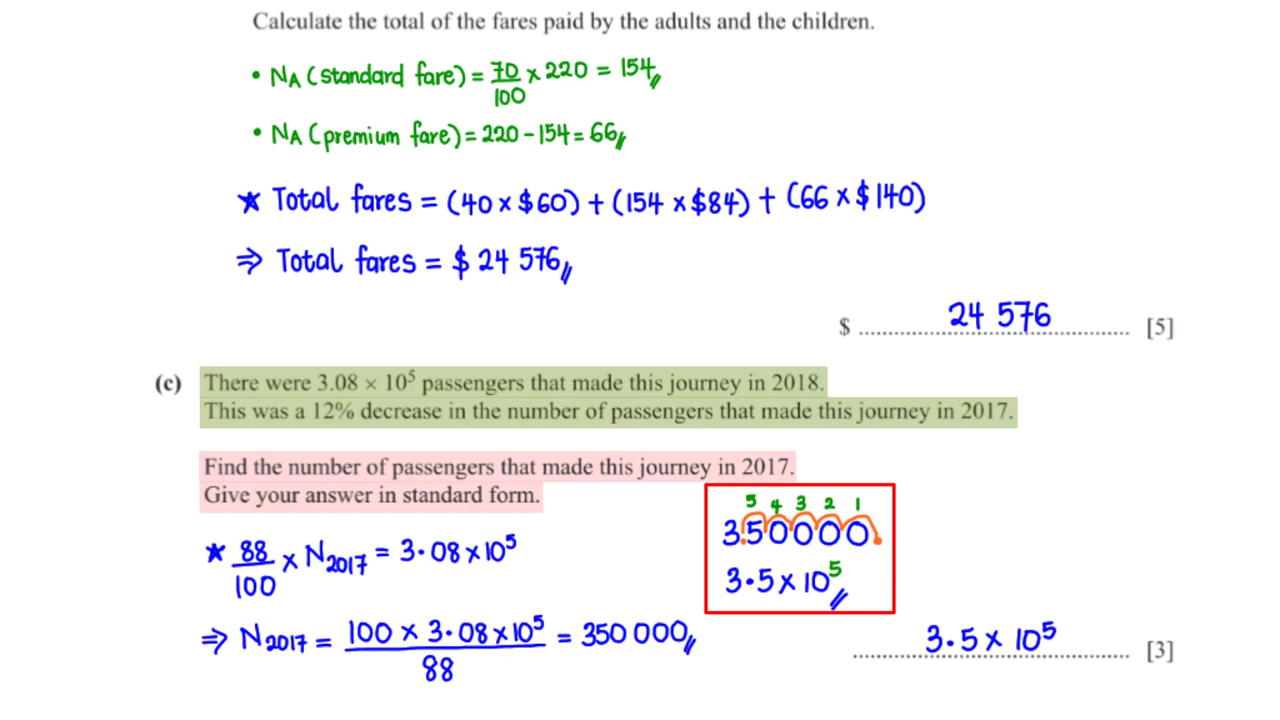 Calculate the total of the fares paid by the adults and the children.
• NA (standard fare) = 70/100 × 220 = 154
• NA (premium fare) = 220 - 154 = 66
* Total fares = (40 × $60) + (154 × $84) + (66 × $140)
⇒ Total fares = $ 24 576
$ 24 576 [5]
(c) There were 3.08 × 10⁵ passengers that made this journey in 2018.
This was a 12% decrease in the number of passengers that made this journey in 2017.
Find the number of passengers that made this journey in 2017.
Give your answer in standard form.
5 4 3 2 1
350000.
3.5 × 10⁵
* 88/100 × N2017 = 3.08 × 10⁵
⇒ N2017 = 100 × 3.08 × 10⁵ / 88 = 350 000
3.5 × 10⁵ [3]